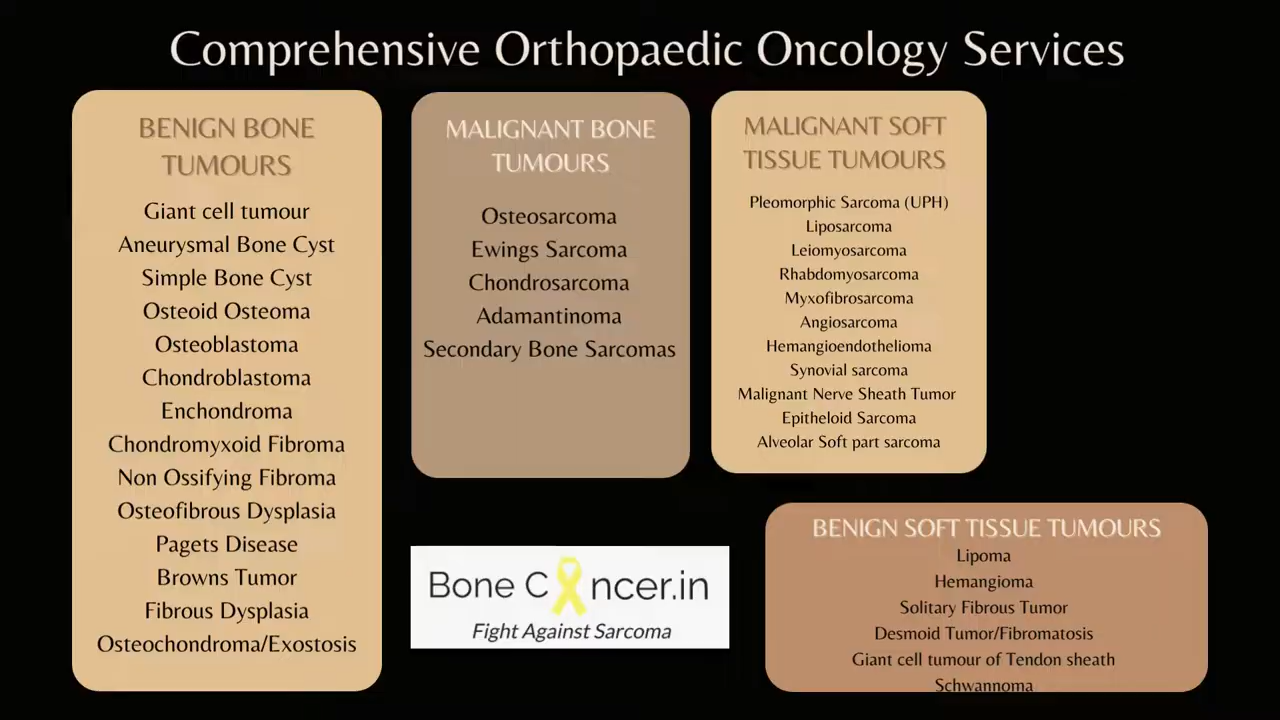 Comprehensive Orthopaedic Oncology Services
BENIGN BONE
TUMOURS
Giant cell tumour
Aneurysmal Bone Cyst
Simple Bone Cyst
Osteoid Osteoma
Osteoblastoma
Chondroblastoma
Enchondroma
Chondromyxoid Fibroma
Non Ossifying Fibroma
Osteofibrous Dysplasia
Pagets Disease
Browns Tumor
Fibrous Dysplasia
Osteochondroma/Exostosis
MALIGNANT BONE
TUMOURS
Osteosarcoma
Ewings Sarcoma
Chondrosarcoma
Adamantinoma
Secondary Bone Sarcomas
MALIGNANT SOFT
TISSUE TUMOURS
Pleomorphic Sarcoma (UPH)
Liposarcoma
Leiomyosarcoma
Rhabdomyosarcoma
Myxofibrosarcoma
Angiosarcoma
Hemangioendothelioma
Synovial sarcoma
Malignant Nerve Sheath Tumor
Epitheloid Sarcoma
Alveolar Soft part sarcoma
Bone Cancer.in
Fight Against Sarcoma
BENIGN SOFT TISSUE TUMOURS
Lipoma
Hemangioma
Solitary Fibrous Tumor
Desmoid Tumor/Fibromatosis
Giant cell tumour of Tendon sheath
Schwannoma